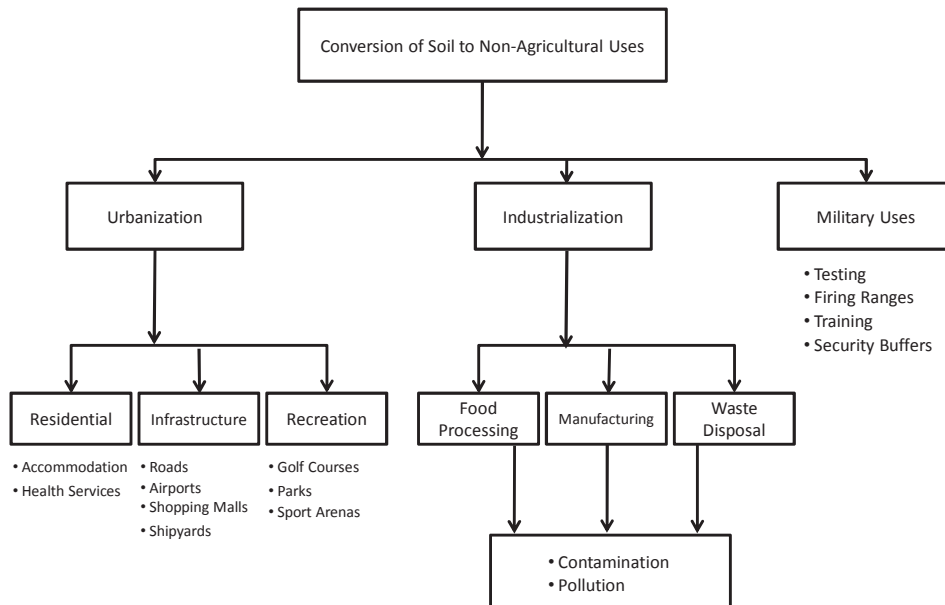 Conversion of Soil to Non-Agricultural Uses
Urbanization
Industrialization
Military Uses
• Testing
• Firing Ranges
• Training
• Security Buffers
Residential
Infrastructure
Recreation
Food
Processing
Manufacturing
Waste
Disposal
• Accommodation
• Health Services
• Roads
• Airports
• Shopping Malls
• Shipyards
• Golf Courses
• Parks
• Sport Arenas
• Contamination
• Pollution